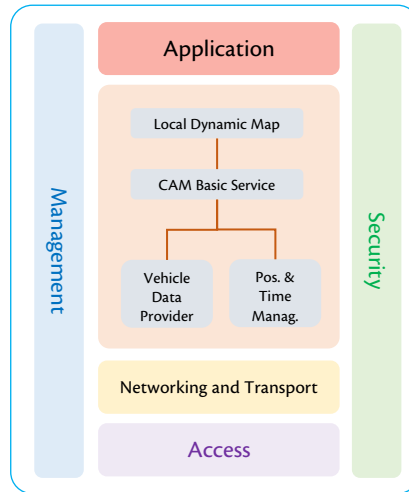 Application
Management
Local Dynamic Map
CAM Basic Service
Vehicle
Data
Provider
Pos. &
Time
Manag.
Security
Networking and Transport
Access